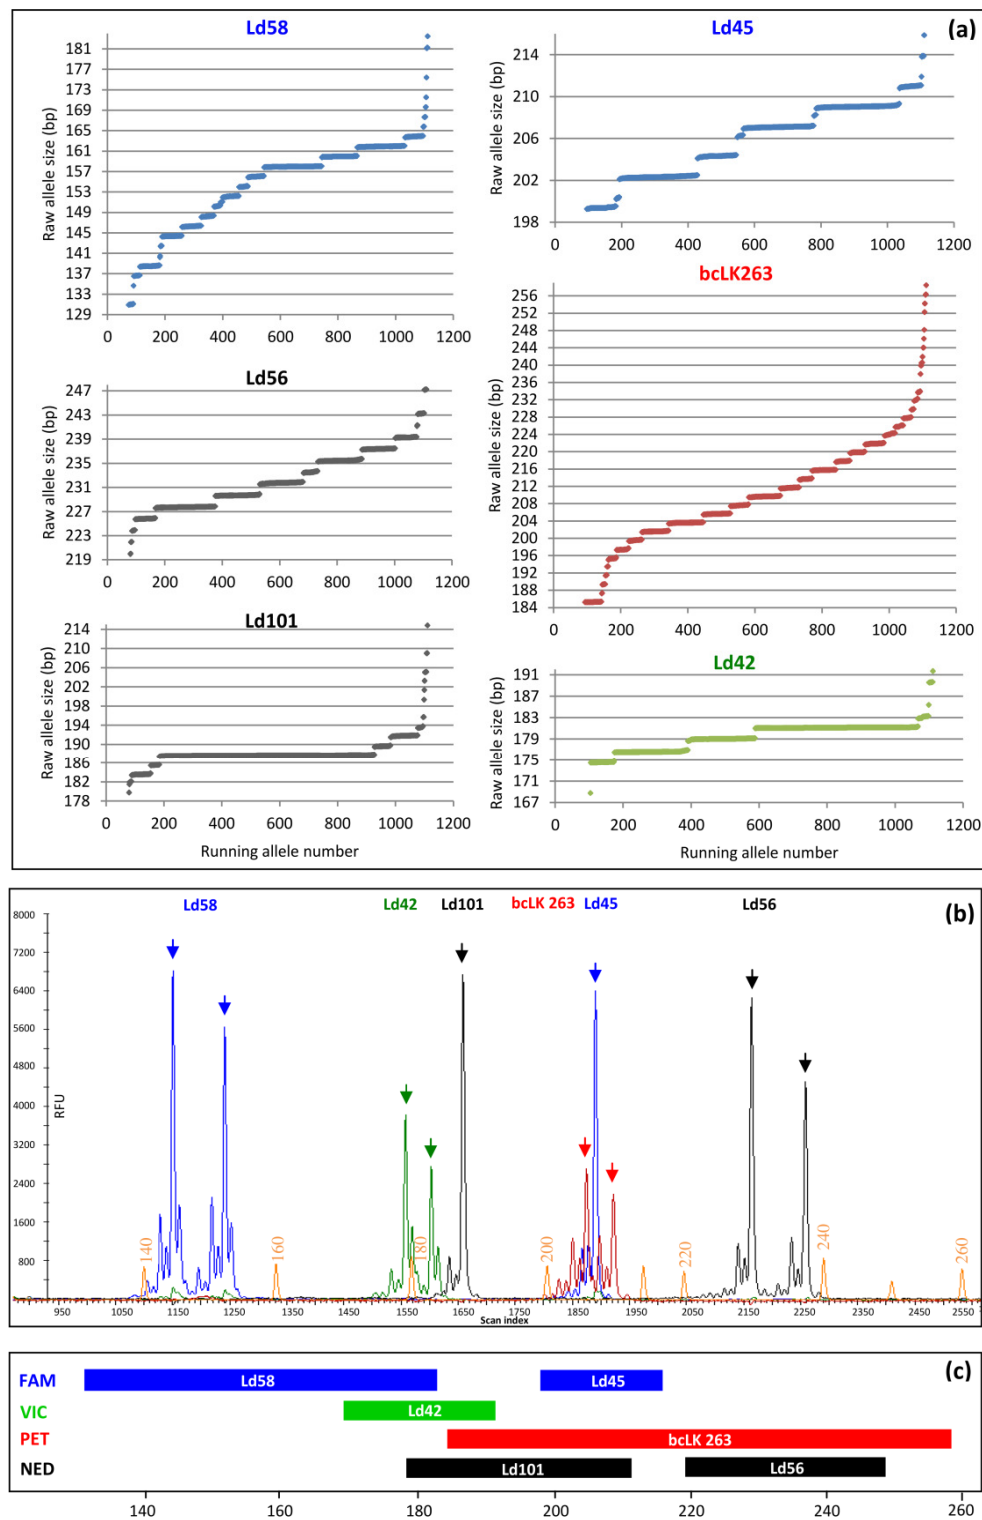 (a)
Ld58
Raw allele size (bp)
181
177
173
169
165
161
157
153
149
145
141
137
133
129
0 200 400 600 800 1000 1200
Ld45
Raw allele size (bp)
214
210
206
202
198
0 200 400 600 800 1000 1200
Ld56
Raw allele size (bp)
247
243
239
235
231
227
223
219
0 200 400 600 800 1000 1200
bcLK263
Raw allele size (bp)
256
248
240
236
232
228
224
220
216
212
208
204
200
196
192
188
184
0 200 400 600 800 1000 1200
Ld101
Raw allele size (bp)
214
210
206
202
198
194
190
186
182
178
0 200 400 600 800 1000 1200
Running allele number
Ld42
Raw allele size (bp)
191
187
183
179
175
171
167
0 200 400 600 800 1000 1200
Running allele number
(b)
Ld58 Ld42 Ld101 bcLK 263 Ld45 Ld56
RFU
8000
7200
6400
5600
4800
4000
3200
2400
1600
800
140 160 180 200 220 240 260
950 1050 1150 1250 1350 1450 1550 1650 1750 1850 1950 2050 2150 2250 2350 2450 2550
Scan index
(c)
FAM Ld58 Ld45
VIC Ld42
PET bcLK 263
NED Ld101 Ld56
140 160 180 200 220 240 260